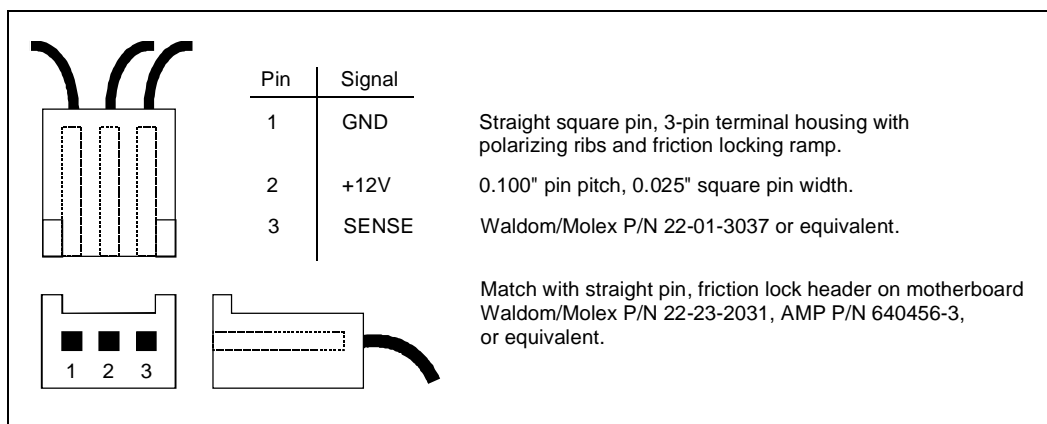 Pin Signal
1 GND
Straight square pin, 3-pin terminal housing with
polarizing ribs and friction locking ramp.
2 +12V
0.100" pin pitch, 0.025" square pin width.
3 SENSE
Waldom/Molex P/N 22-01-3037 or equivalent.
Match with straight pin, friction lock header on motherboard
Waldom/Molex P/N 22-23-2031, AMP P/N 640456-3,
or equivalent.
1 2 3